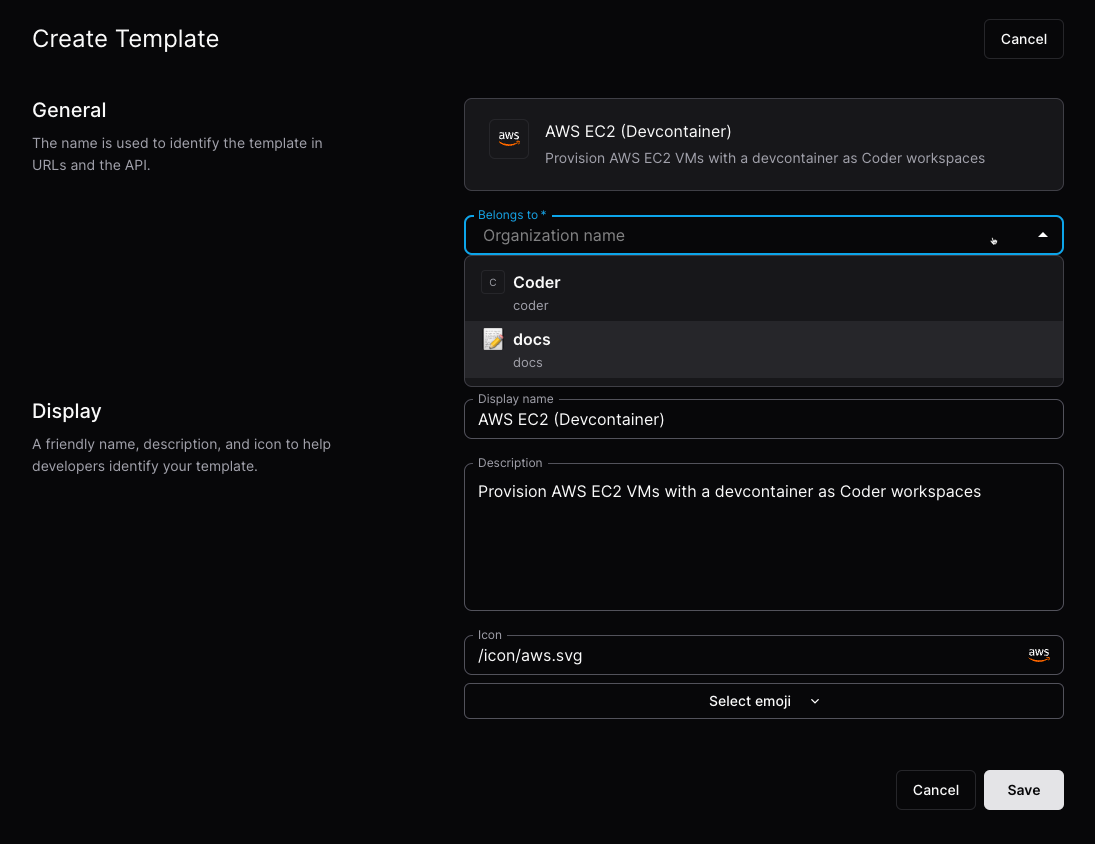 Create Template
Cancel
General
The name is used to identify the template in
URLs and the API.
aws
AWS EC2 (Devcontainer)
Provision AWS EC2 VMs with a devcontainer as Coder workspaces
Belongs to *
Organization name
C
Coder
coder
docs
docs
Display
A friendly name, description, and icon to help
developers identify your template.
Display name
AWS EC2 (Devcontainer)
Description
Provision AWS EC2 VMs with a devcontainer as Coder workspaces
Icon
/icon/aws.svg
aws
Select emoji
Cancel
Save